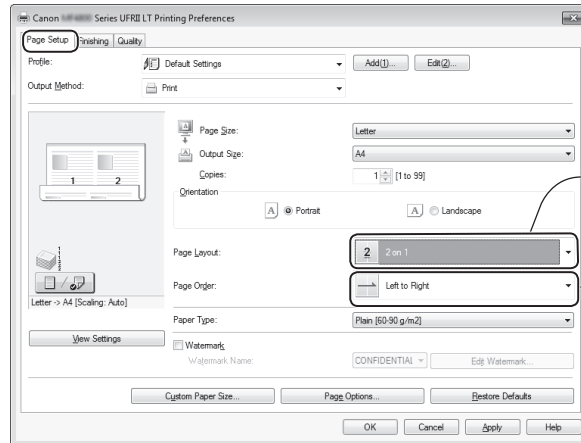 Canon Series UFRII LT Printing Preferences
Page Setup Finishing Quality
Profile: Default Settings Add(1)... Edit(2)...
Output Method: Print
Page Size: Letter
Output Size: A4
Copies: 1 [1 to 99]
Orientation
A Portrait A Landscape
1 2
Page Layout: 2 2 on 1
Page Order: Left to Right
Letter -> A4 [Scaling: Auto]
Paper Type: Plain [60-90 g/m2]
View Settings
Watermark
Watermark Name: CONFIDENTIAL Edit Watermark...
Custom Paper Size... Page Options... Restore Defaults
OK Cancel Apply Help